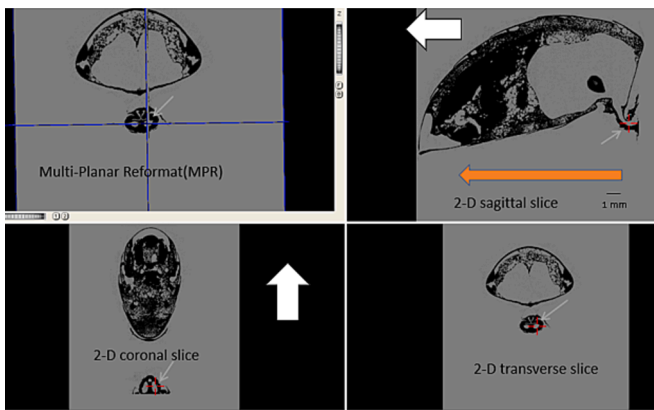 Z
Multi-Planar Reformat(MPR)
2-D sagittal slice
1 mm
2-D coronal slice
2-D transverse slice